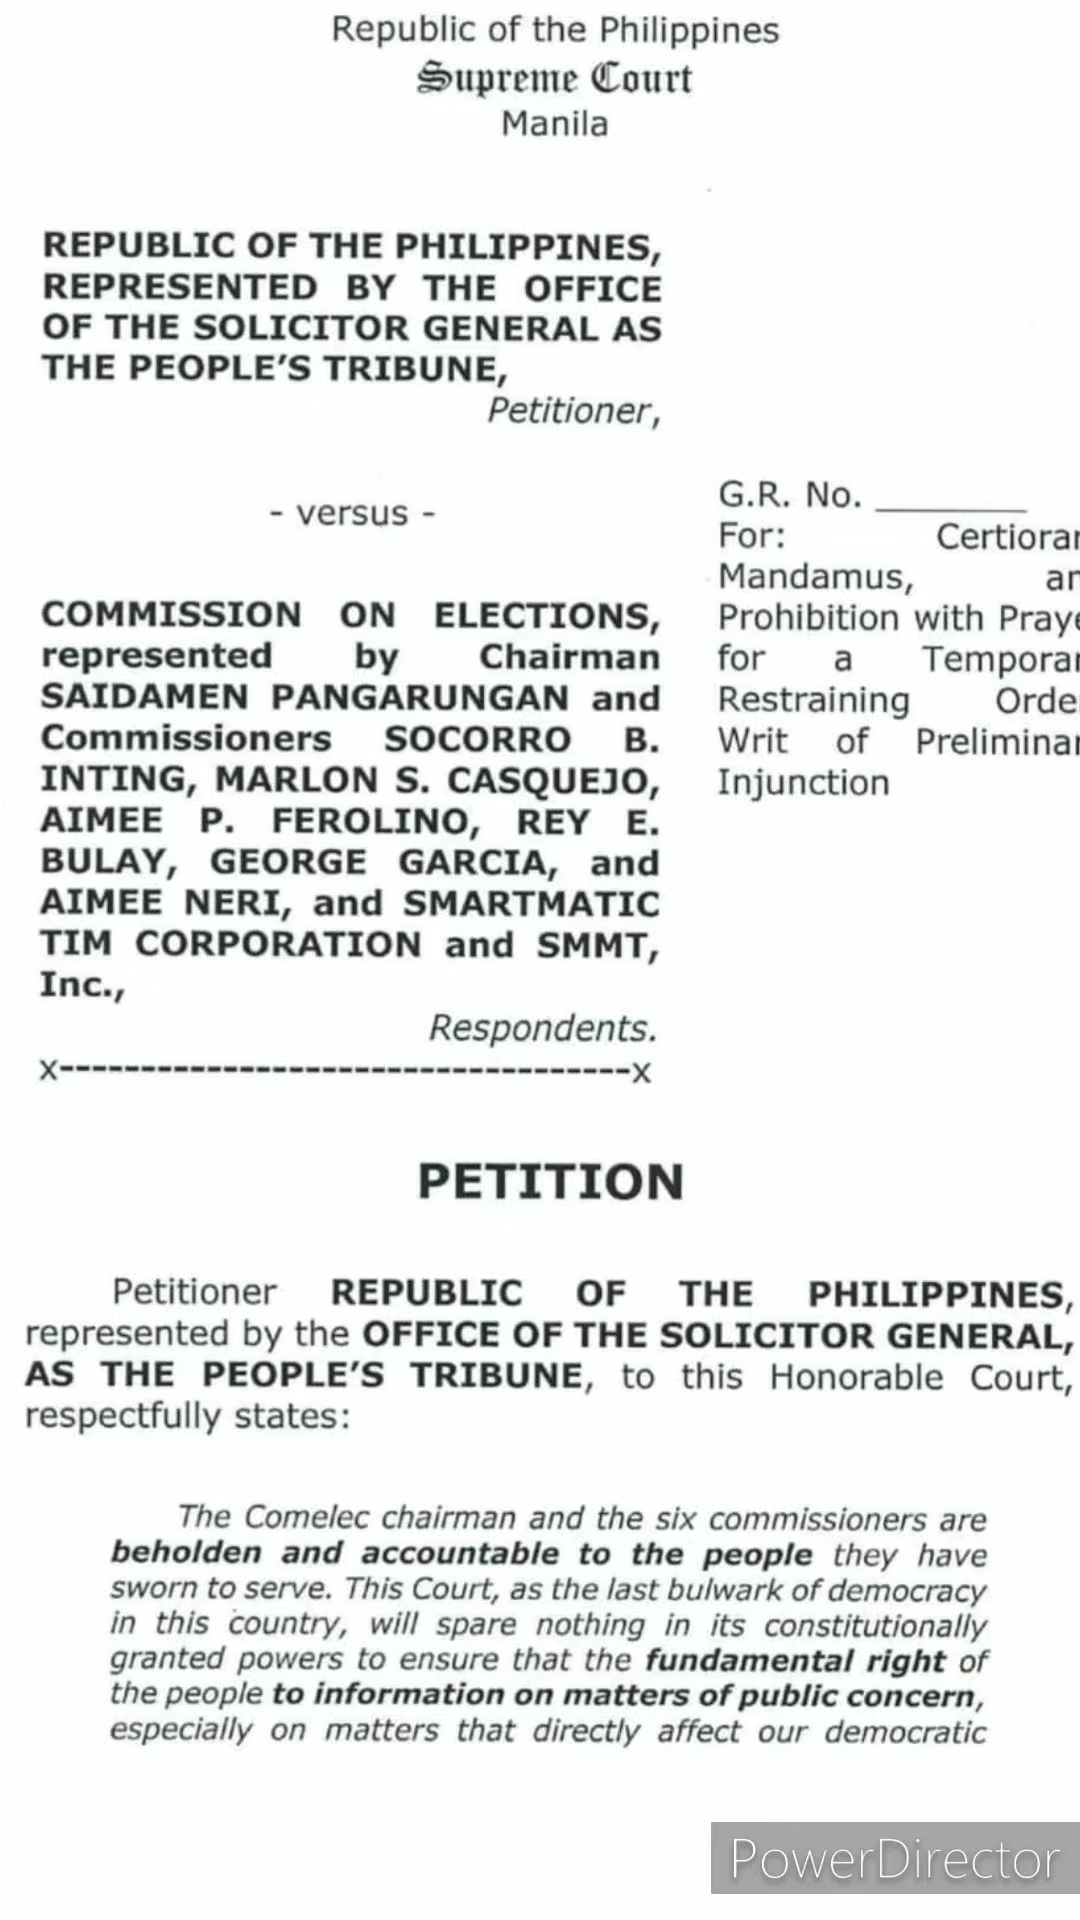 Republic of the Philippines
Supreme Court
Manila
REPUBLIC OF THE PHILIPPINES,
REPRESENTED BY THE OFFICE
OF THE SOLICITOR GENERAL AS
THE PEOPLE'S TRIBUNE,
Petitioner,
- versus -
COMMISSION ON ELECTIONS,
represented by Chairman
SAIDAMEN PANGARUNGAN and
Commissioners SOCORRO B.
INTING, MARLON S. CASQUEJO,
AIMEE P. FEROLINO, REY E.
BULAY, GEORGE GARCIA, and
AIMEE NERI, and SMARTMATIC
TIM CORPORATION and SMMT,
Inc.,
Respondents.
x-----------------------------------x
G.R. No. ________
For: Certiorar
Mandamus, an
Prohibition with Praye
for a Temporar
Restraining Order
Writ of Preliminar
Injunction
PETITION
Petitioner REPUBLIC OF THE PHILIPPINES,
represented by the OFFICE OF THE SOLICITOR GENERAL,
AS THE PEOPLE'S TRIBUNE, to this Honorable Court,
respectfully states:
The Comelec chairman and the six commissioners are
beholden and accountable to the people they have
sworn to serve. This Court, as the last bulwark of democracy
in this country, will spare nothing in its constitutionally
granted powers to ensure that the fundamental right of
the people to information on matters of public concern,
especially on matters that directly affect our democratic
PowerDirector